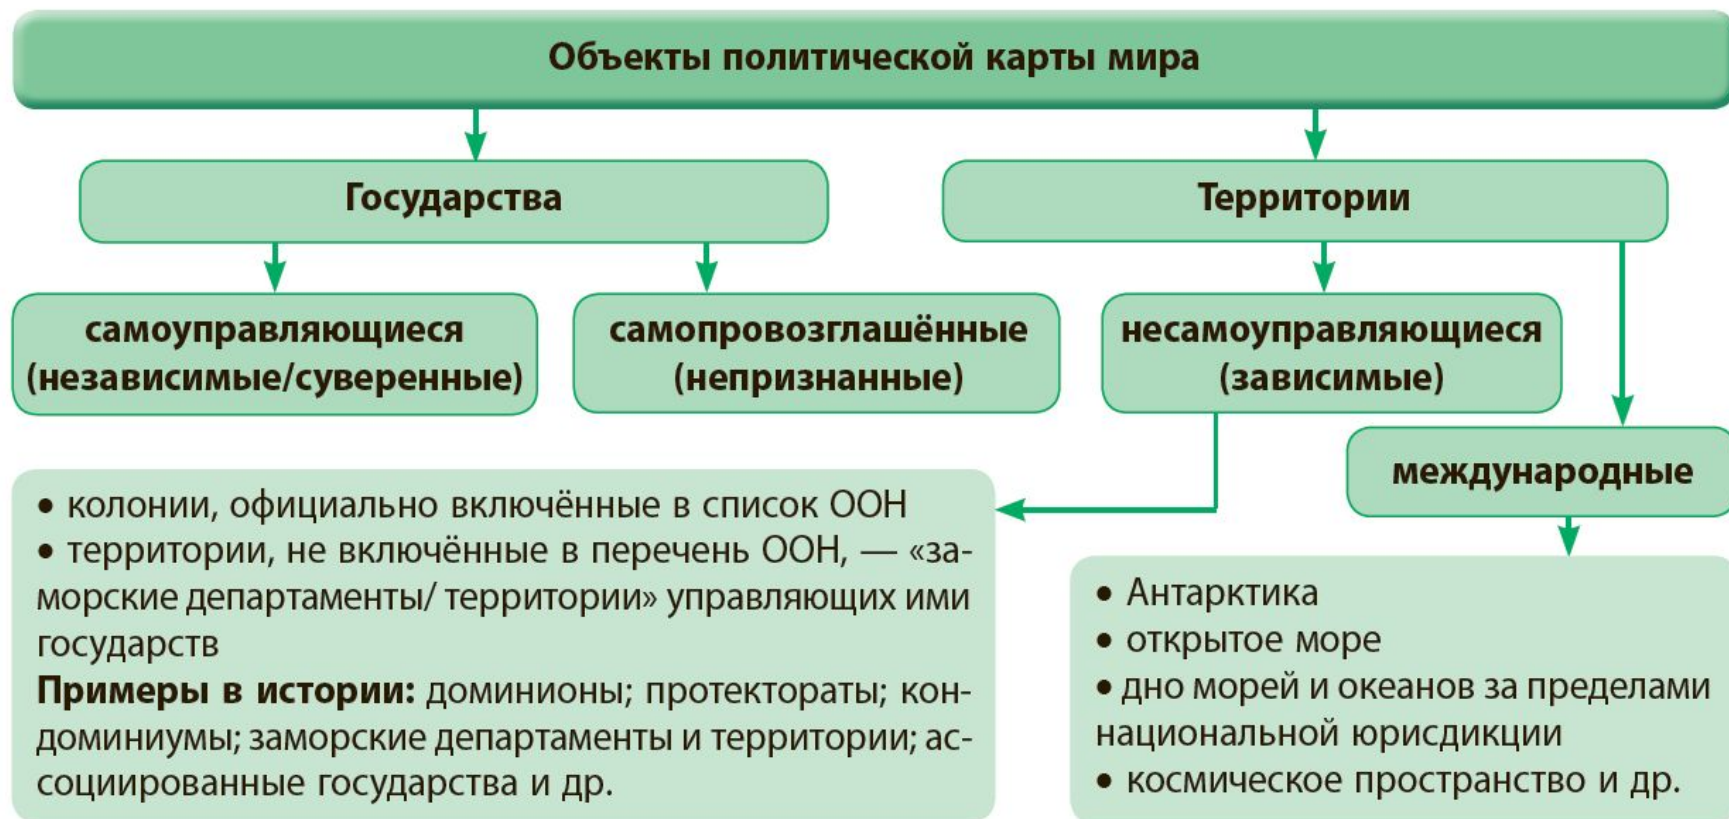 Объекты политической карты мира
Государства
Территории
самоуправляющиеся
(независимые/суверенные)
самопровозглашённые
(непризнанные)
несамоуправляющиеся
(зависимые)
международные
• колонии, официально включённые в список ООН
• территории, не включённые в перечень ООН, — «за-
морские департаменты/ территории» управляющих ими
государств
Примеры в истории: доминионы; протектораты; кон-
доминиумы; заморские департаменты и территории; ас-
социированные государства и др.
• Антарктика
• открытое море
• дно морей и океанов за пределами
национальной юрисдикции
• космическое пространство и др.